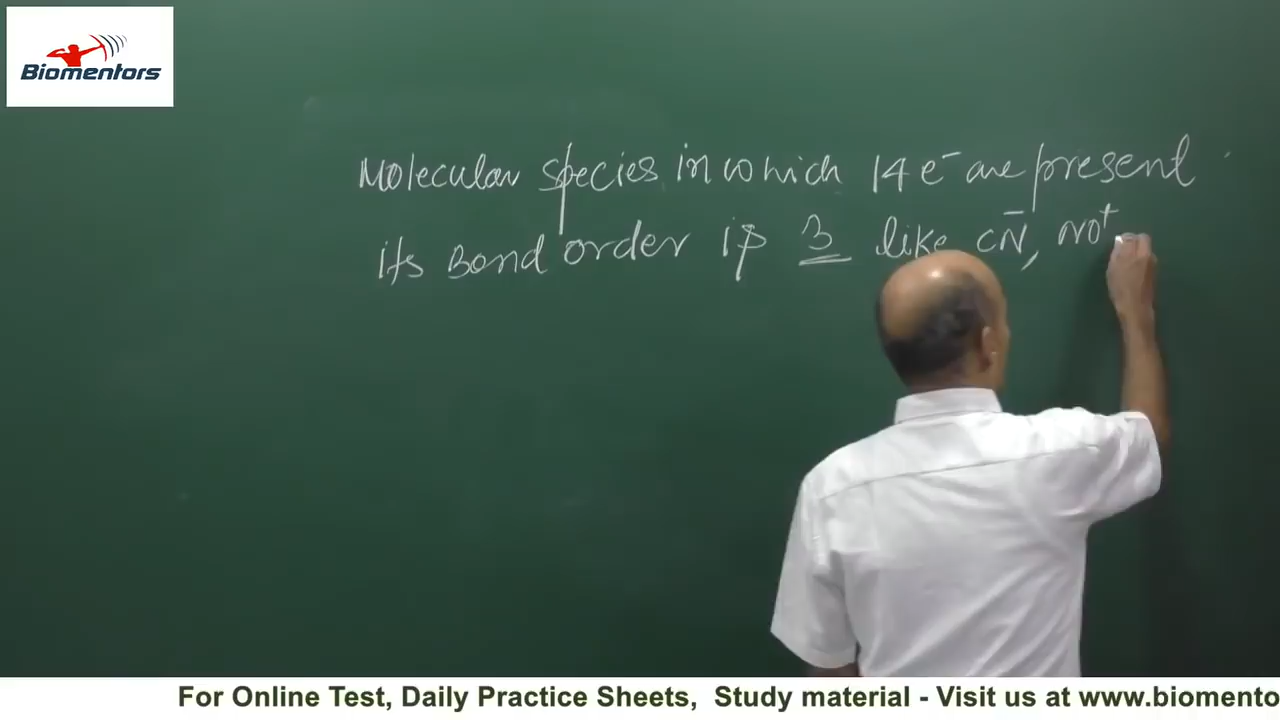 Biomentors
Molecular species in which 14 e⁻ are present
its Bond order is 3 like CN⁻, NO⁺
For Online Test, Daily Practice Sheets, Study material - Visit us at www.biomento